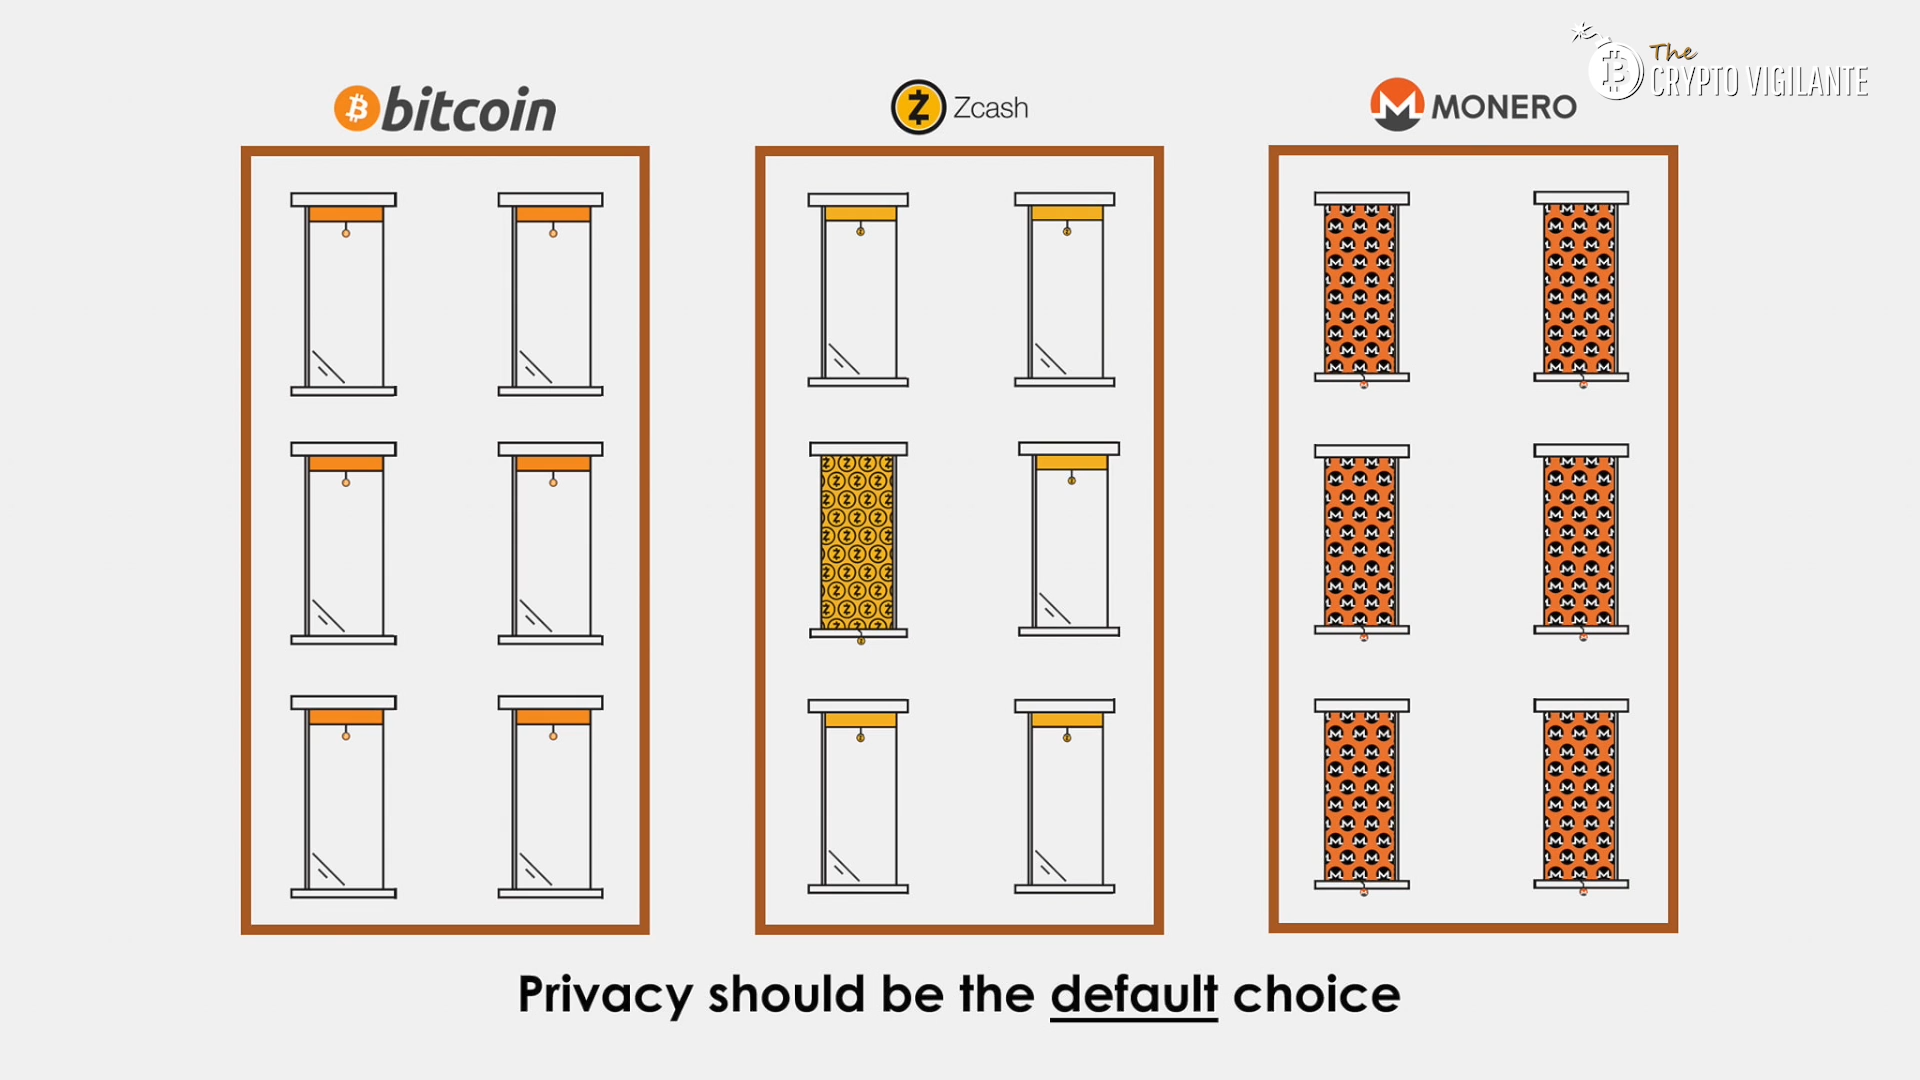 The
CRYPTO VIGILANTE
bitcoin
Zcash
MONERO
Privacy should be the default choice